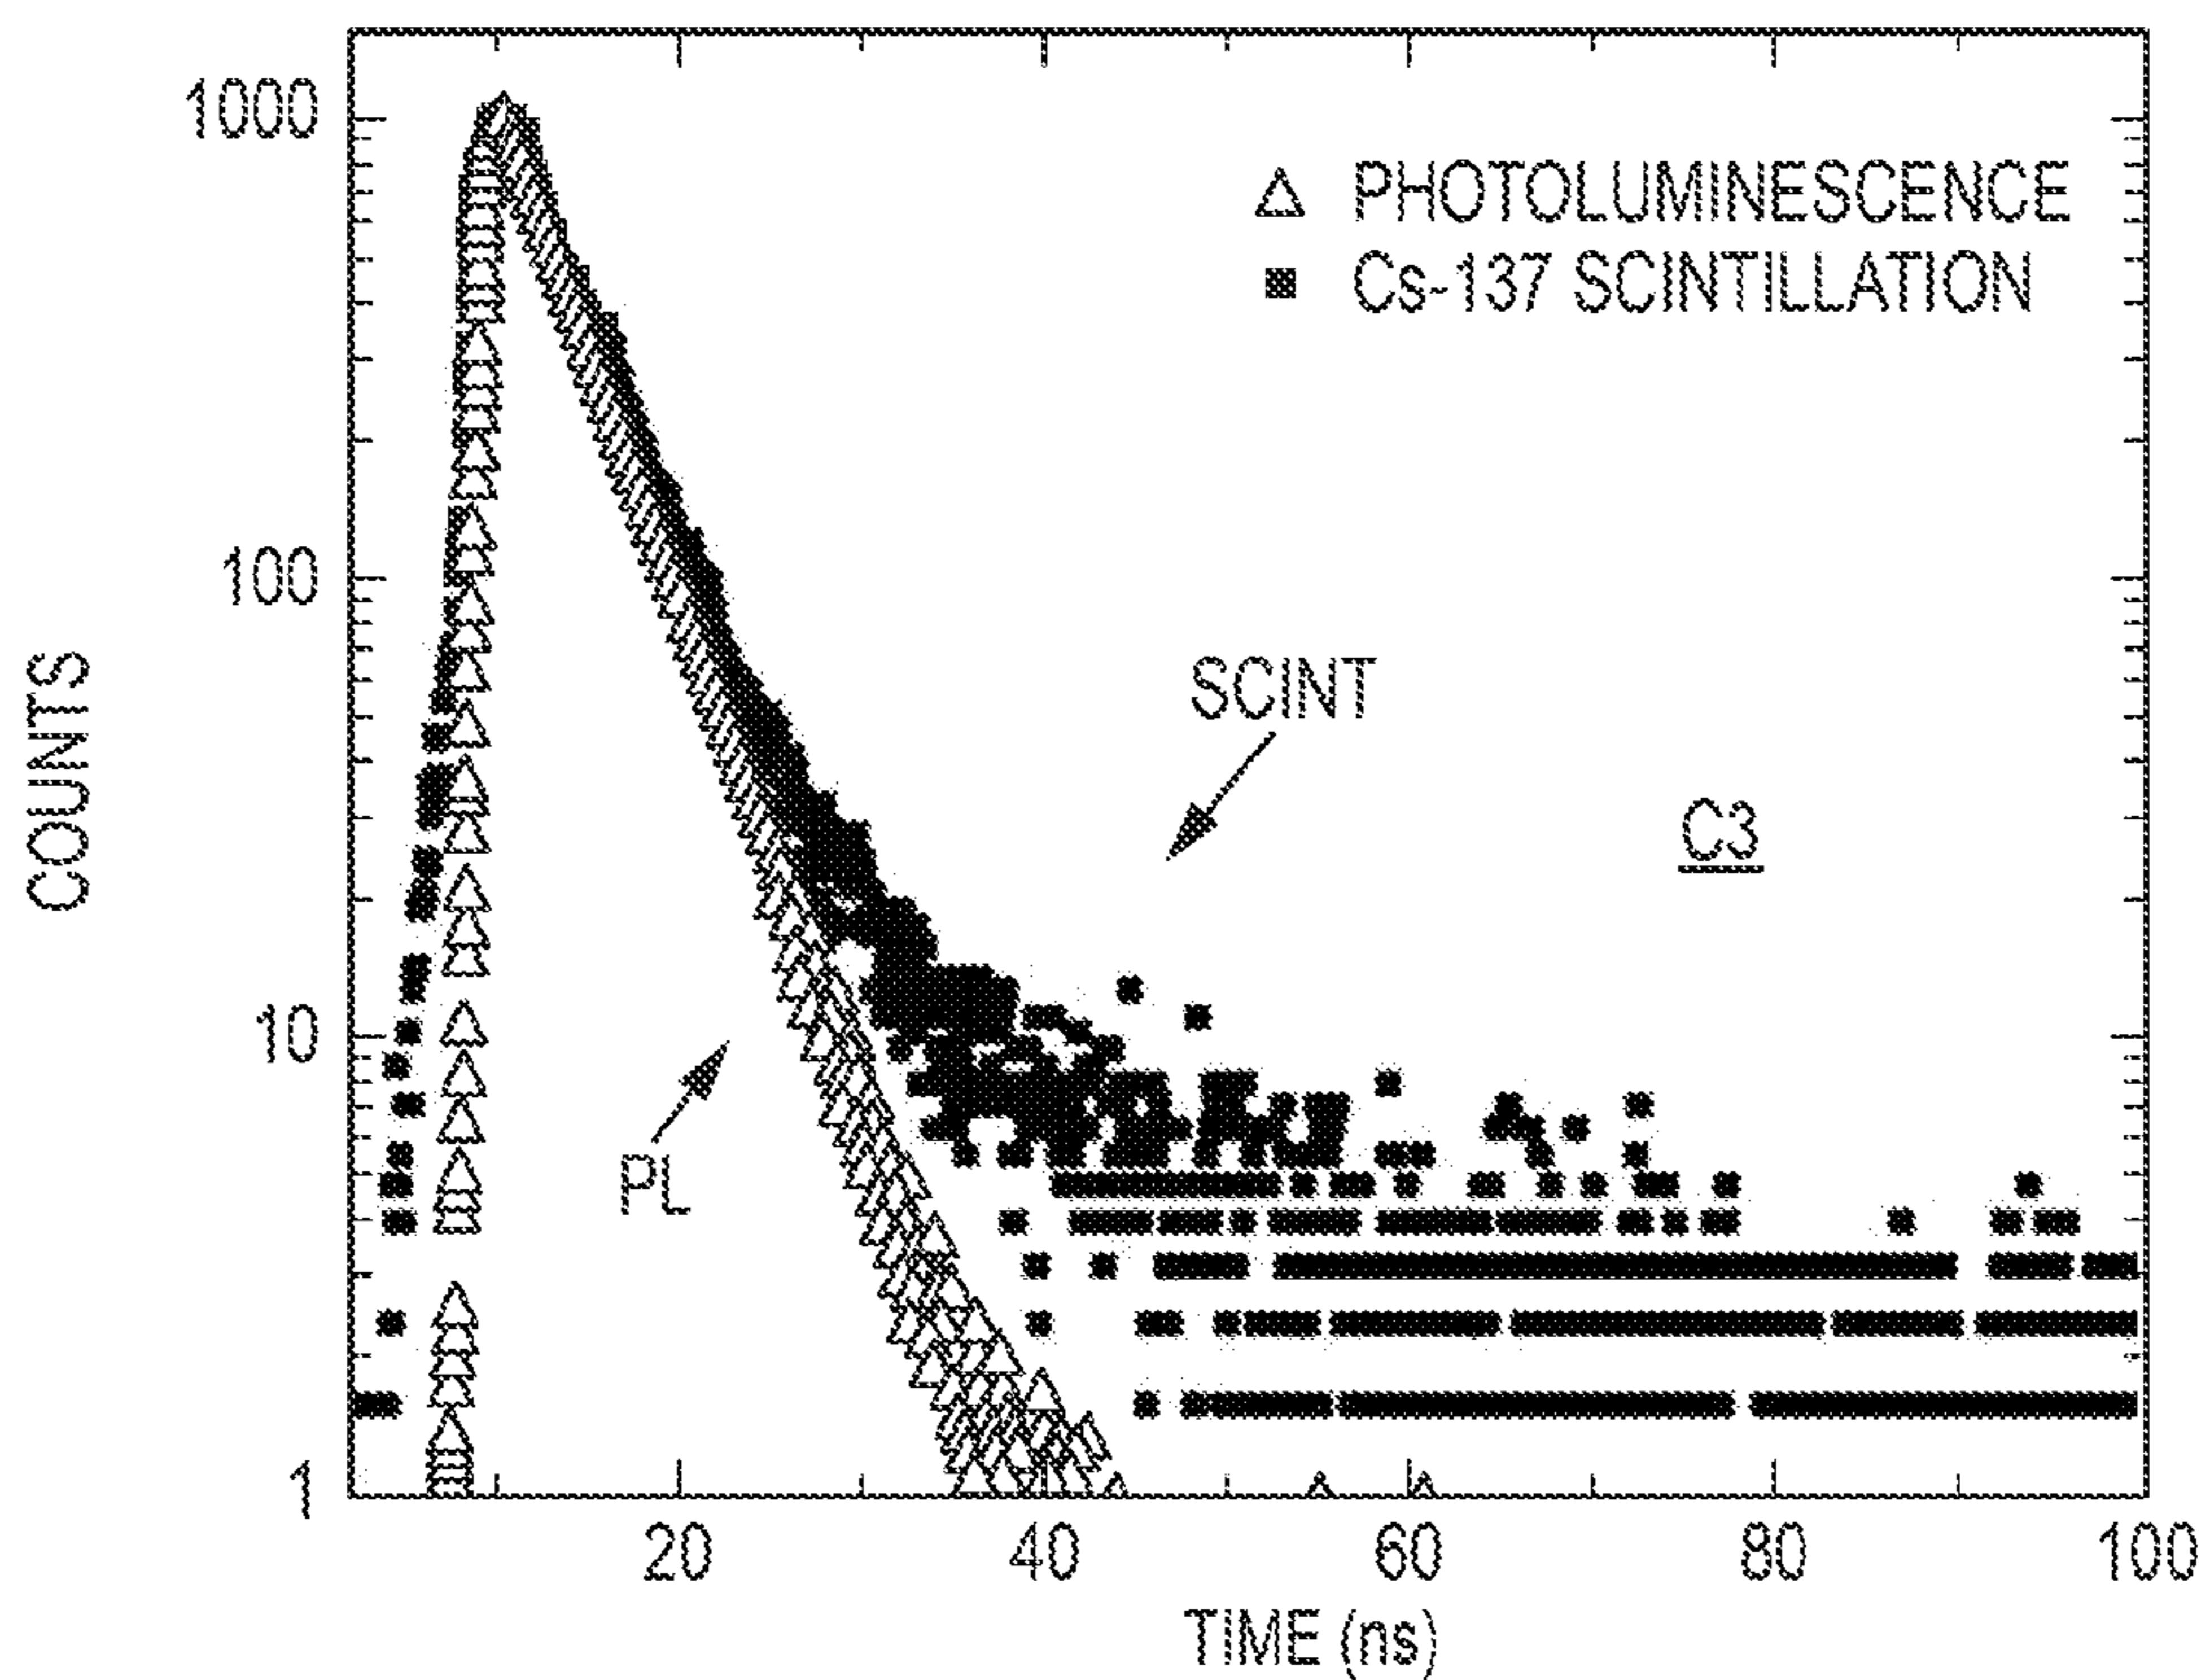 1000
100
10
1
COUNTS
PHOTOLUMINESCENCE
Cs-137 SCINTILLATION
SCINT
C3
PL
20 40 60 80 100
TIME (ns)